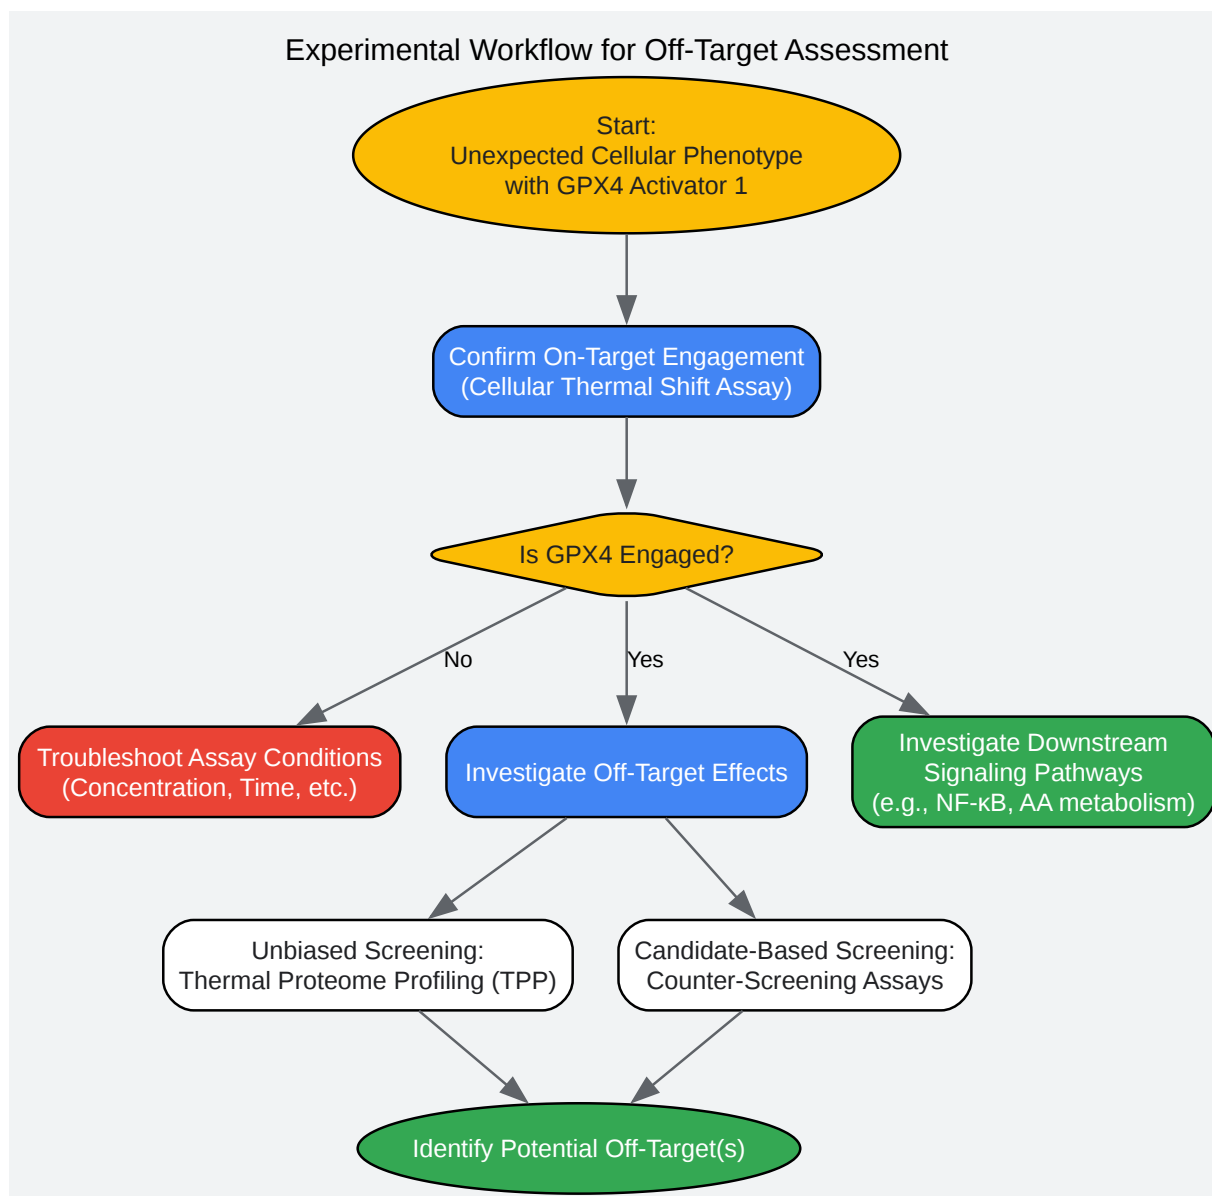 Experimental Workflow for Off-Target Assessment
Start:
Unexpected Cellular Phenotype
with GPX4 Activator 1
Confirm On-Target Engagement
(Cellular Thermal Shift Assay)
Is GPX4 Engaged?
No
Yes
Yes
Troubleshoot Assay Conditions
(Concentration, Time, etc.)
Investigate Off-Target Effects
Investigate Downstream
Signaling Pathways
(e.g., NF-κB, AA metabolism)
Unbiased Screening:
Thermal Proteome Profiling (TPP)
Candidate-Based Screening:
Counter-Screening Assays
Identify Potential Off-Target(s)